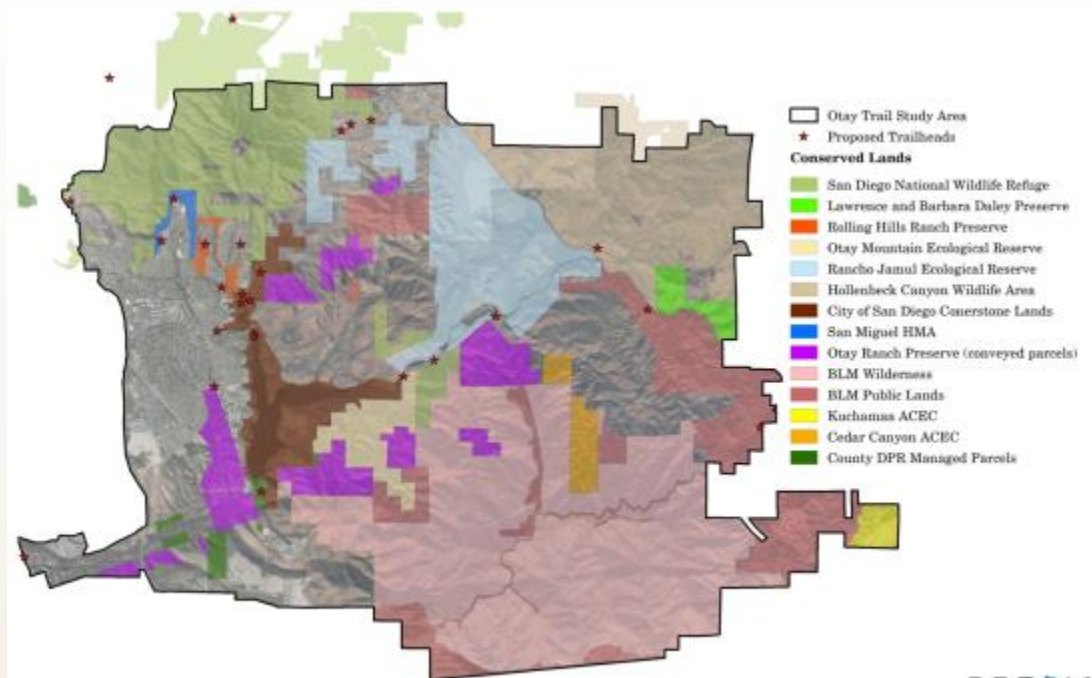 Otay Trail Study Area
Proposed Trailheads
Conserved Lands
San Diego National Wildlife Refuge
Lawrence and Barbara Daley Preserve
Rolling Hills Ranch Preserve
Otay Mountain Ecological Reserve
Rancho Jamul Ecological Reserve
Hollenbeck Canyon Wildlife Area
City of San Diego Conerstone Lands
San Miguel HMA
Otay Ranch Preserve (conveyed parcels)
BLM Wilderness
BLM Public Lands
Kuchamaa ACEC
Cedar Canyon ACEC
County DPR Managed Parcels